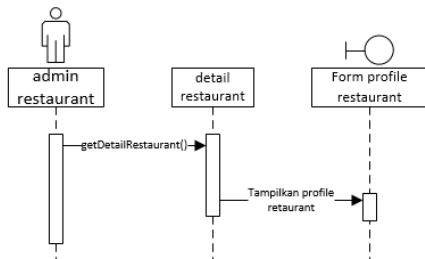 admin
restaurant
detail
restaurant
Form profile
restaurant
getDetailRestaurant()
Tampilkan profile
retaurant